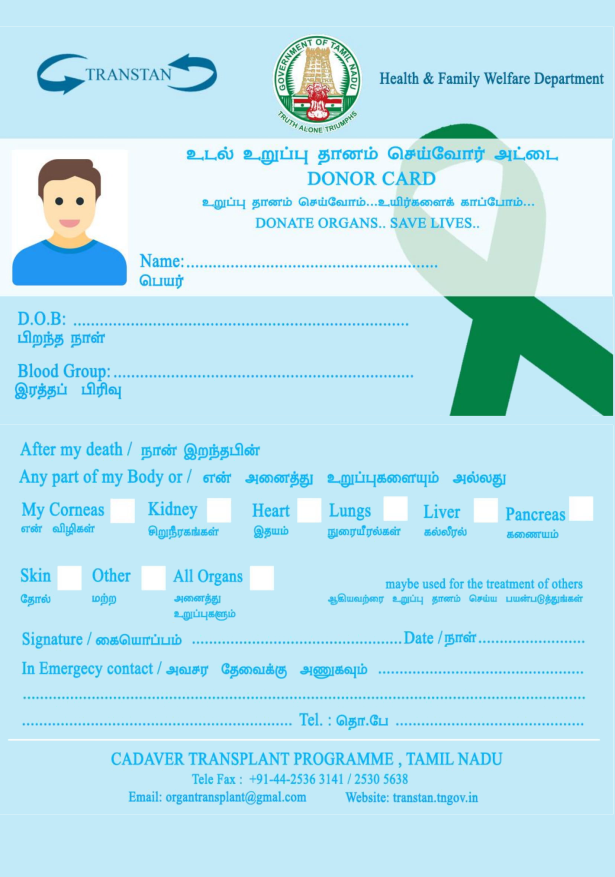 TRANSTAN
GOVERNMENT OF TAMIL NADU
TRUTH ALONE TRIUMPHS
Health & Family Welfare Department
உடல் உறுப்பு தானம் செய்வோர் அட்டை
DONOR CARD
உறுப்பு தானம் செய்வோம்...உயிர்களைக் காப்போம்...
DONATE ORGANS.. SAVE LIVES..
Name:..................................................
பெயர்
D.O.B: ....................................................................
பிறந்த நாள்
Blood Group:............................................................
இரத்தப் பிரிவு
After my death / நான் இறந்தபின்
Any part of my Body or / என் அனைத்து உறுப்புகளையும் அல்லது
My Corneas Kidney Heart Lungs Liver Pancreas
என் விழிகள் சிறுநீரகங்கள் இதயம் நுரையீரல்கள் கல்லீரல் கணையம்
Skin Other All Organs
தோல் மற்ற அனைத்து உறுப்புகளும்
maybe used for the treatment of others
ஆகியவற்ரை உறுப்பு தானம் செய்ய பயன்படுத்துங்கள்
Signature / கையொப்பம் ..........................................Date /நாள்.....................
In Emergecy contact / அவசர தேவைக்கு அணுகவும் .........................................
................................................................................................................
...................................................... Tel. : தொ.பே .....................................
CADAVER TRANSPLANT PROGRAMME , TAMIL NADU
Tele Fax : +91-44-2536 3141 / 2530 5638
Email: organtransplant@gmal.com Website: transtan.tngov.in